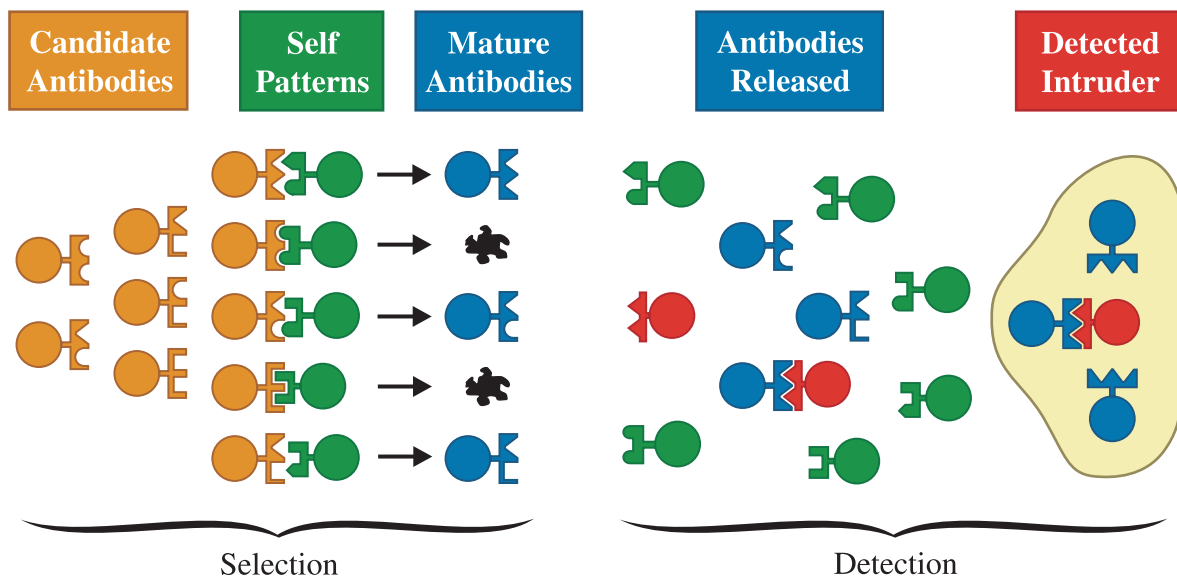 Candidate
Antibodies
Self
Patterns
Mature
Antibodies
Antibodies
Released
Detected
Intruder
Selection
Detection